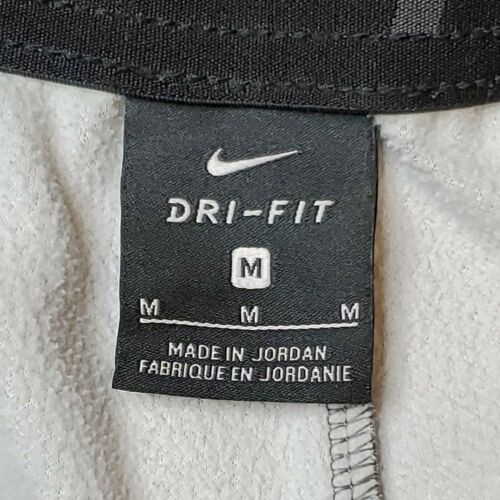 DRI-FIT
M
M M M
MADE IN JORDAN
FABRIQUE EN JORDANIE